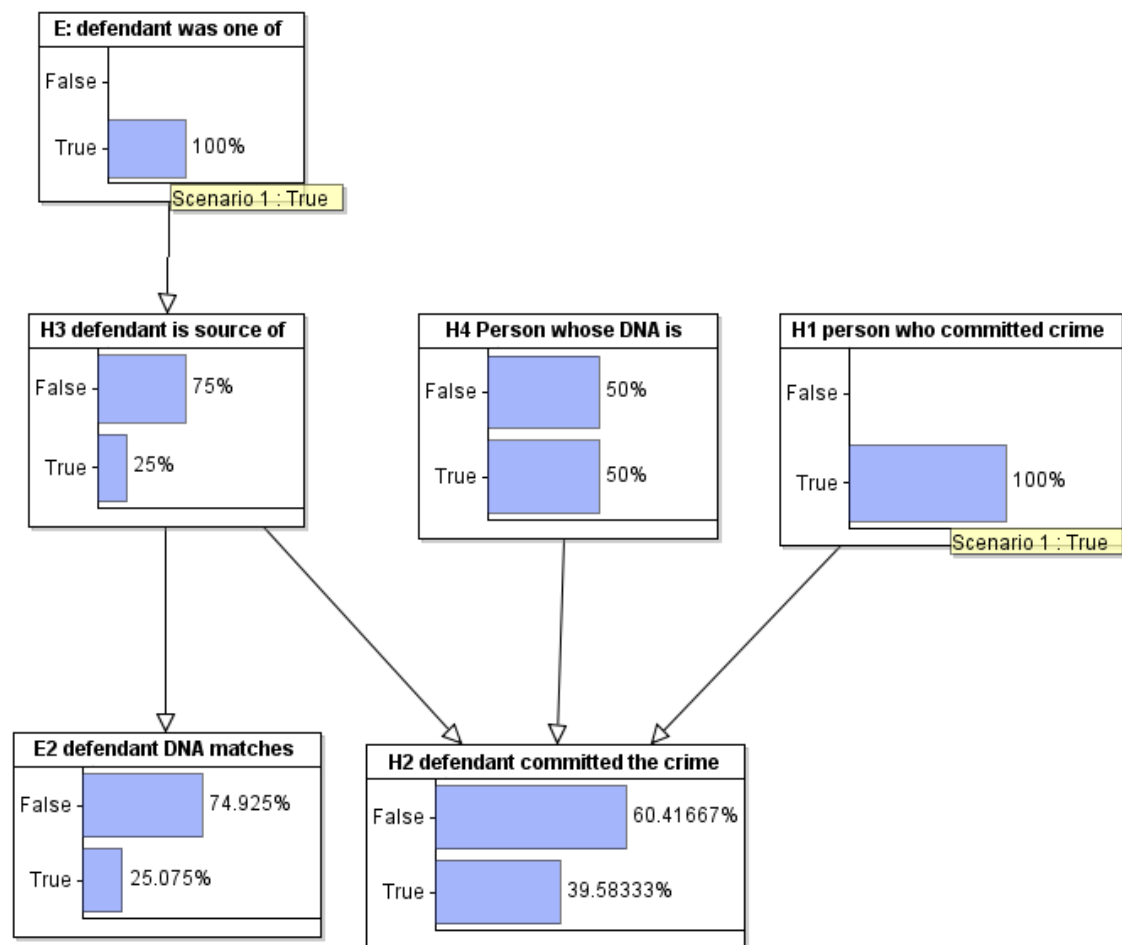 E: defendant was one of
False
True
100%
Scenario 1 : True
H3 defendant is source of
False
75%
True
25%
H4 Person whose DNA is
False
50%
True
50%
H1 person who committed crime
False
True
100%
Scenario 1 : True
E2 defendant DNA matches
False
74.925%
True
25.075%
H2 defendant committed the crime
False
60.41667%
True
39.58333%